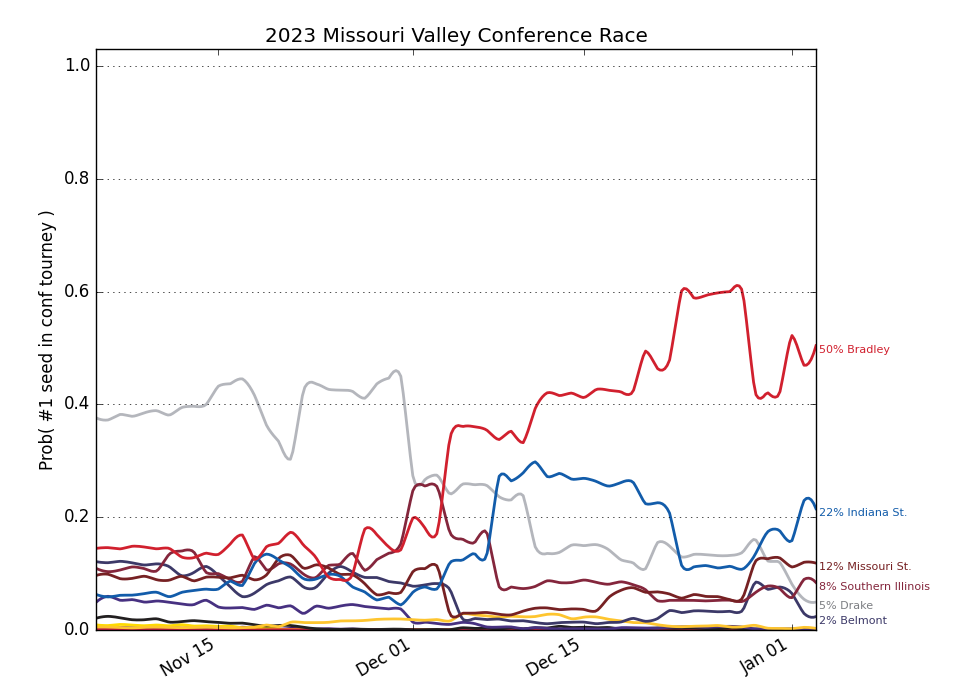 2023 Missouri Valley Conference Race
Prob( #1 seed in conf tourney )
1.0
0.8
0.6
0.4
0.2
0.0
Nov 15
Dec 01
Dec 15
Jan 01
50% Bradley
22% Indiana St.
12% Missouri St.
8% Southern Illinois
5% Drake
2% Belmont